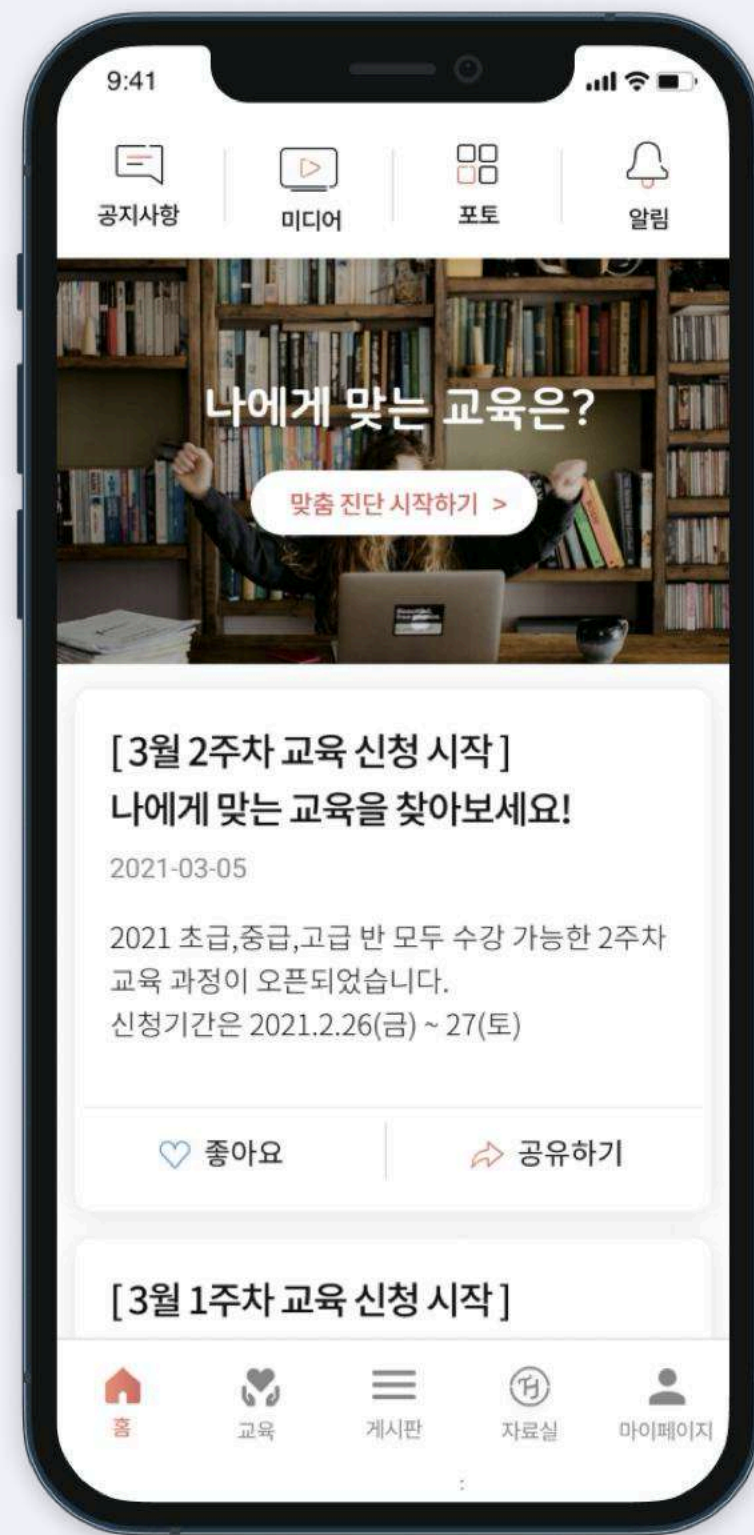 9:41
공지사항
미디어
포토
알림
나에게 맞는 교육은?
맞춤 진단 시작하기 >
[ 3월 2주차 교육 신청 시작 ]
나에게 맞는 교육을 찾아보세요!
2021-03-05
2021 초급,중급,고급 반 모두 수강 가능한 2주차
교육 과정이 오픈되었습니다.
신청기간은 2021.2.26(금) ~ 27(토)
좋아요
공유하기
[ 3월 1주차 교육 신청 시작 ]
홈
교육
게시판
자료실
마이페이지